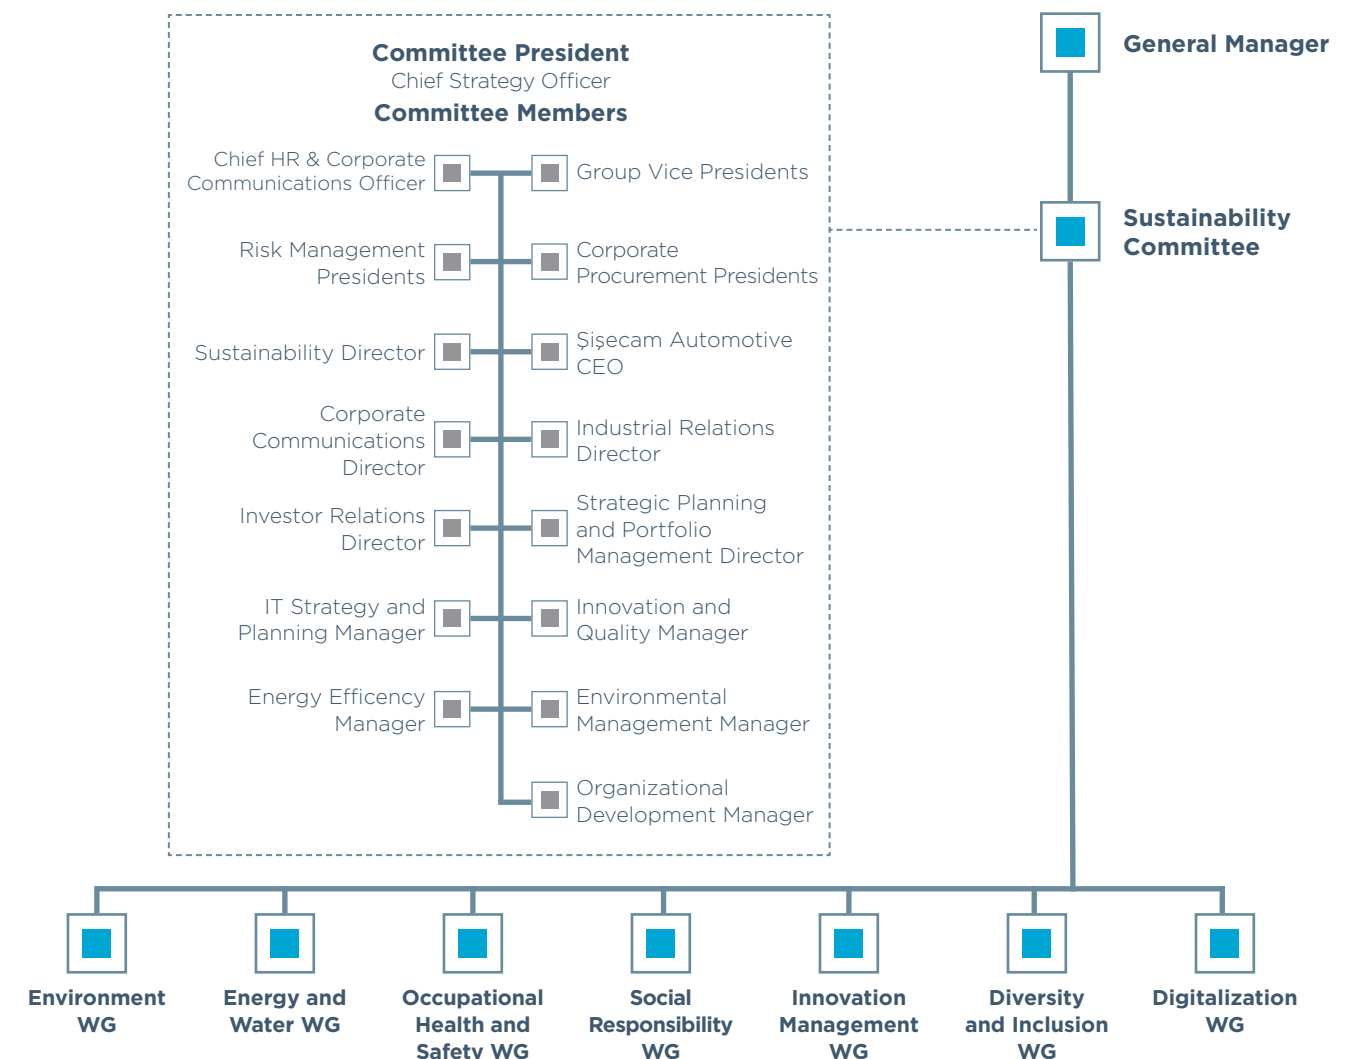 Committee President
Chief Strategy Officer
Committee Members
General Manager
Chief HR & Corporate
Communications Officer
Group Vice Presidents
Sustainability
Committee
Risk Management
Presidents
Corporate
Procurement Presidents
Sustainability Director
Şişecam Automotive
CEO
Corporate
Communications
Director
Industrial Relations
Director
Investor Relations
Director
Strategic Planning
and Portfolio
Management Director
IT Strategy and
Planning Manager
Innovation and
Quality Manager
Energy Efficency
Manager
Environmental
Management Manager
Organizational
Development Manager
Environment
WG
Energy and
Water WG
Occupational
Health and
Safety WG
Social
Responsibility
WG
Innovation
Management
WG
Diversity
and Inclusion
WG
Digitalization
WG